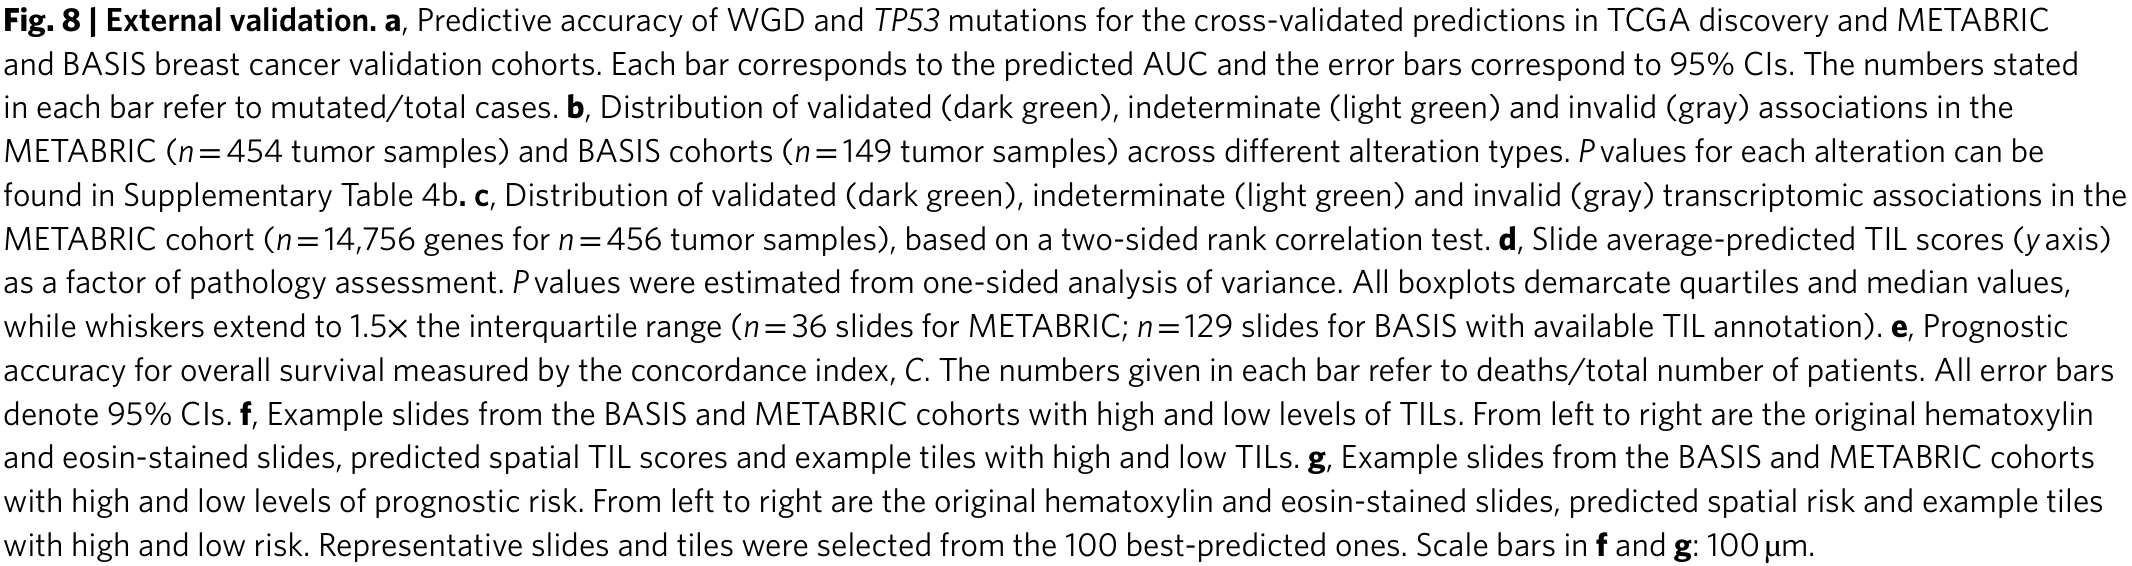 Fig. 8 | External validation. a, Predictive accuracy of WGD and TP53 mutations for the cross-validated predictions in TCGA discovery and METABRIC
and BASIS breast cancer validation cohorts. Each bar corresponds to the predicted AUC and the error bars correspond to 95% CIs. The numbers stated
in each bar refer to mutated/total cases. b, Distribution of validated (dark green), indeterminate (light green) and invalid (gray) associations in the
METABRIC (n = 454 tumor samples) and BASIS cohorts (n = 149 tumor samples) across different alteration types. P values for each alteration can be
found in Supplementary Table 4b. c, Distribution of validated (dark green), indeterminate (light green) and invalid (gray) transcriptomic associations in the
METABRIC cohort (n = 14,756 genes for n = 456 tumor samples), based on a two-sided rank correlation test. d, Slide average-predicted TIL scores (y axis)
as a factor of pathology assessment. P values were estimated from one-sided analysis of variance. All boxplots demarcate quartiles and median values,
while whiskers extend to 1.5× the interquartile range (n = 36 slides for METABRIC; n = 129 slides for BASIS with available TIL annotation). e, Prognostic
accuracy for overall survival measured by the concordance index, C. The numbers given in each bar refer to deaths/total number of patients. All error bars
denote 95% CIs. f, Example slides from the BASIS and METABRIC cohorts with high and low levels of TILs. From left to right are the original hematoxylin
and eosin-stained slides, predicted spatial TIL scores and example tiles with high and low TILs. g, Example slides from the BASIS and METABRIC cohorts
with high and low levels of prognostic risk. From left to right are the original hematoxylin and eosin-stained slides, predicted spatial risk and example tiles
with high and low risk. Representative slides and tiles were selected from the 100 best-predicted ones. Scale bars in f and g: 100 μm.